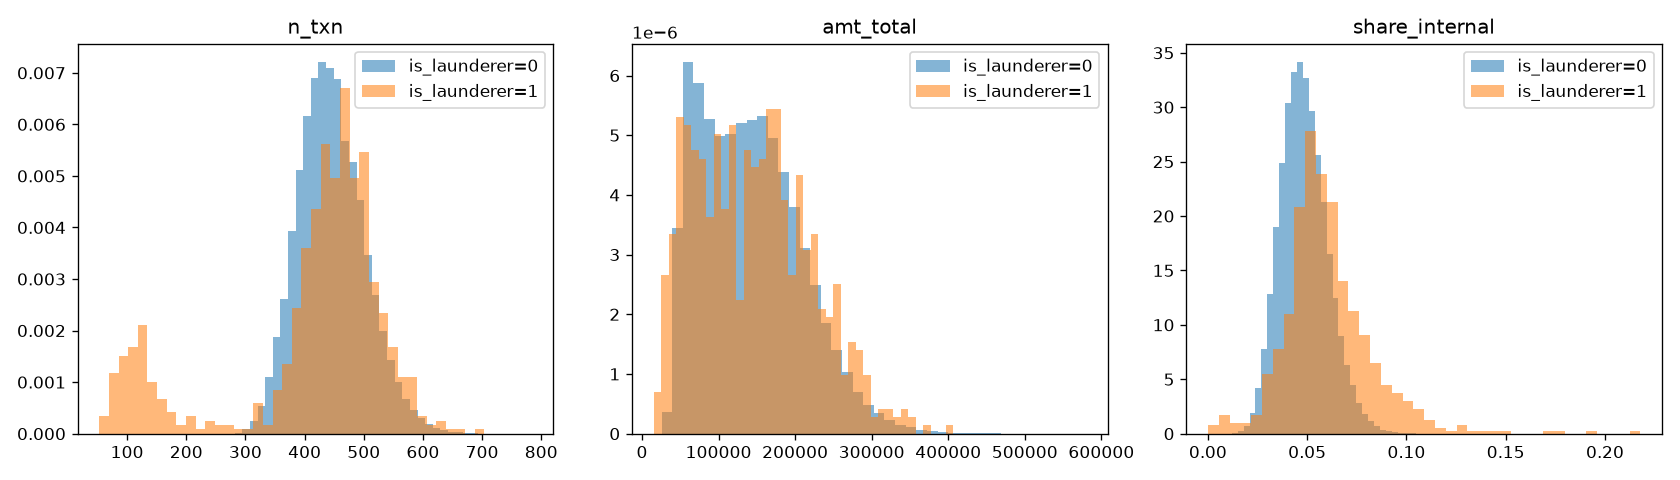 n_txn
is_launderer=0
is_launderer=1
0.007
0.006
0.005
0.004
0.003
0.002
0.001
0.000
100 200 300 400 500 600 700 800
amt_total
1e−6
is_launderer=0
is_launderer=1
6
5
4
3
2
1
0
0 100000 200000 300000 400000 500000 600000
share_internal
is_launderer=0
is_launderer=1
35
30
25
20
15
10
5
0
0.00 0.05 0.10 0.15 0.20